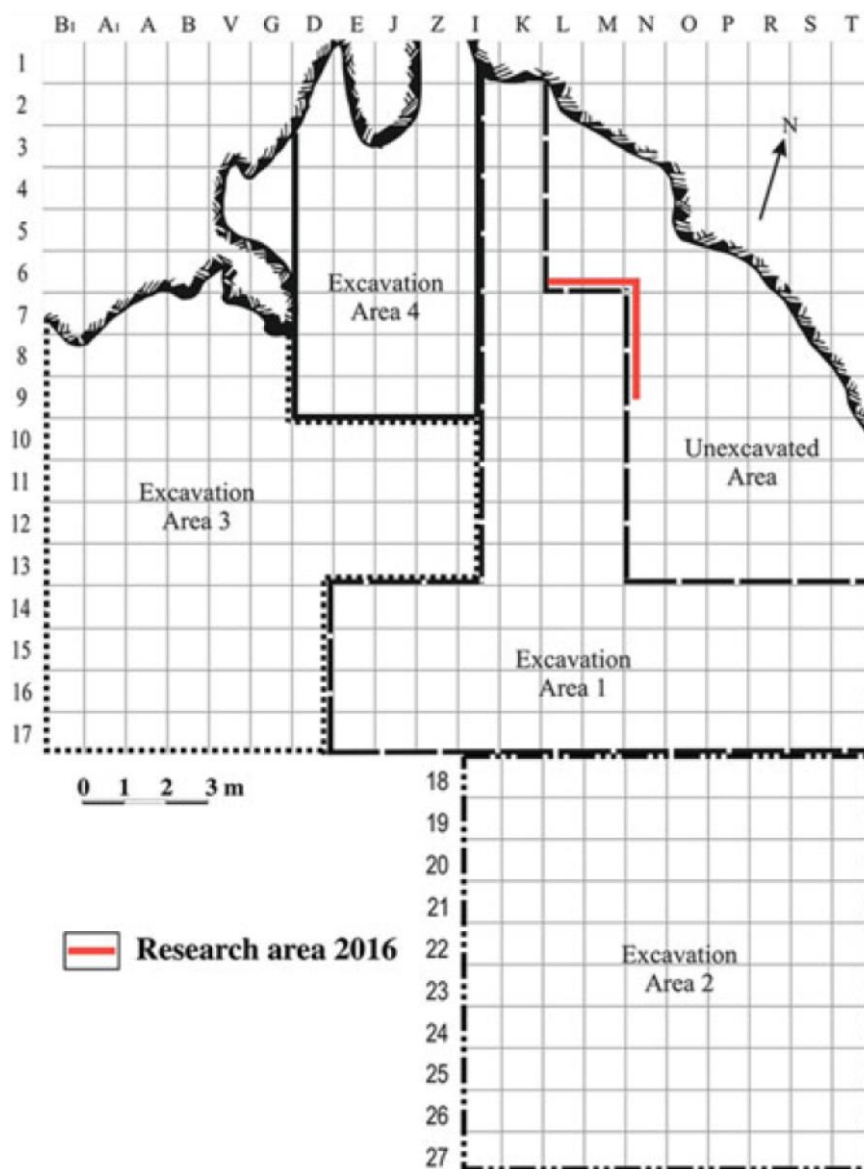 B1 A1 A B V G D E J Z I K L M N O P R S T
1
2
N
3
4
5
6
Excavation
Area 4
7
8
9
10
Unexcavated
Area
11
Excavation
Area 3
12
13
14
15
Excavation
Area 1
16
17
0 1 2 3 m
18
19
20
21
Research area 2016
22
Excavation
Area 2
23
24
25
26
27